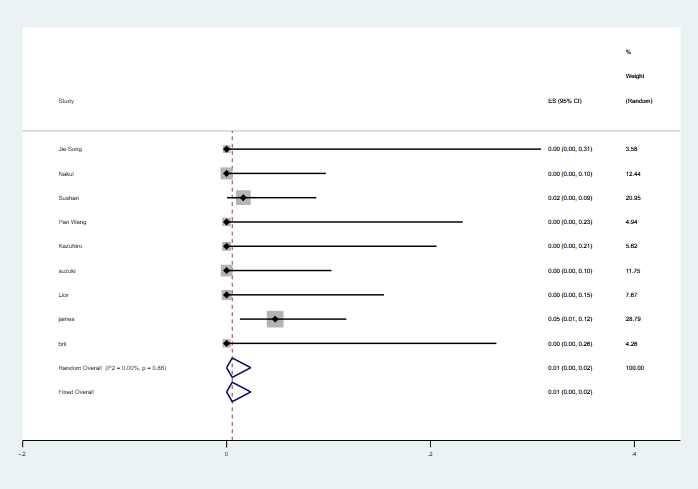 %
Weight
Study ES (95% CI) (Random)
Jie Song 0.00 (0.00, 0.31) 3.58
Nakul 0.00 (0.00, 0.10) 12.44
Sushan 0.02 (0.00, 0.09) 20.95
Pan Wang 0.00 (0.00, 0.23) 4.94
Kazuhiro 0.00 (0.00, 0.21) 5.62
suzuki 0.00 (0.00, 0.10) 11.75
Lior 0.00 (0.00, 0.15) 7.67
james 0.05 (0.01, 0.12) 28.79
bril 0.00 (0.00, 0.26) 4.26
Random Overall (I^2 = 0.00%, p = 0.88) 0.01 (0.00, 0.02) 100.00
Fixed Overall 0.01 (0.00, 0.02)
-.2 0 .2 .4